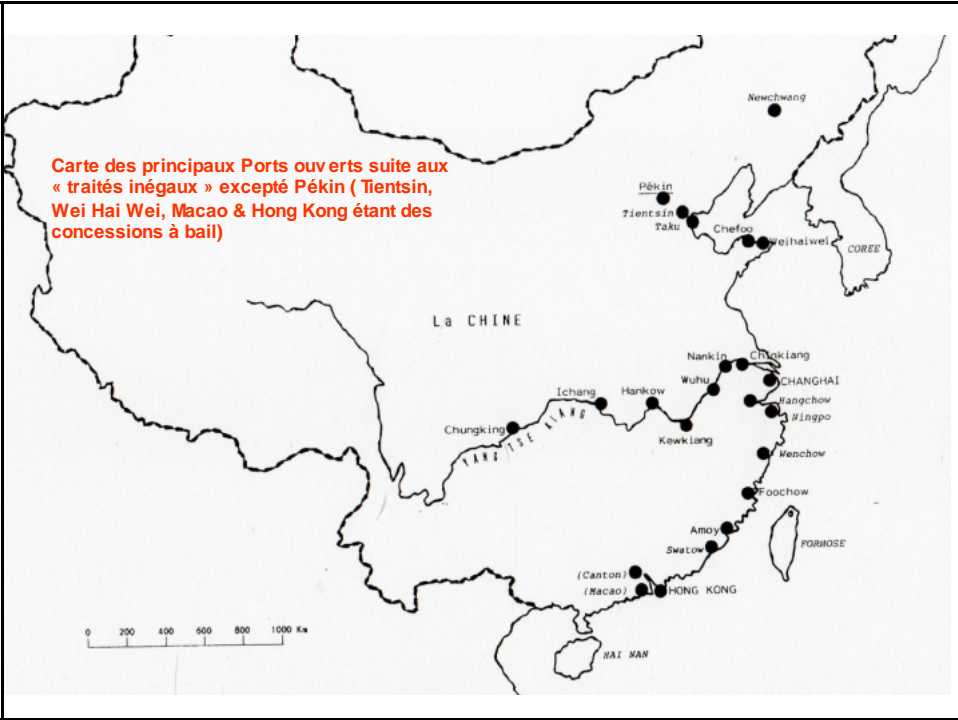 Newchwang
Carte des principaux Ports ouverts suite aux
« traités inégaux » excepté Pékin ( Tientsin,
Wei Hai Wei, Macao & Hong Kong étant des
concessions à bail)
Pékin
Tientsin
Taku
Chefoo
Weihaiwei
COREE
La CHINE
Nankin
Chinkiang
Wuhu
CHANGHAI
Ichang
Hankow
Hangchow
Ningpo
Chungking
YANG TSE KIANG
Kewkiang
Wenchow
Foochow
Amoy
Swatow
FORMOSE
(Canton)
(Macao)
HONG KONG
0 200 400 600 800 1000 Km
HAI NAN